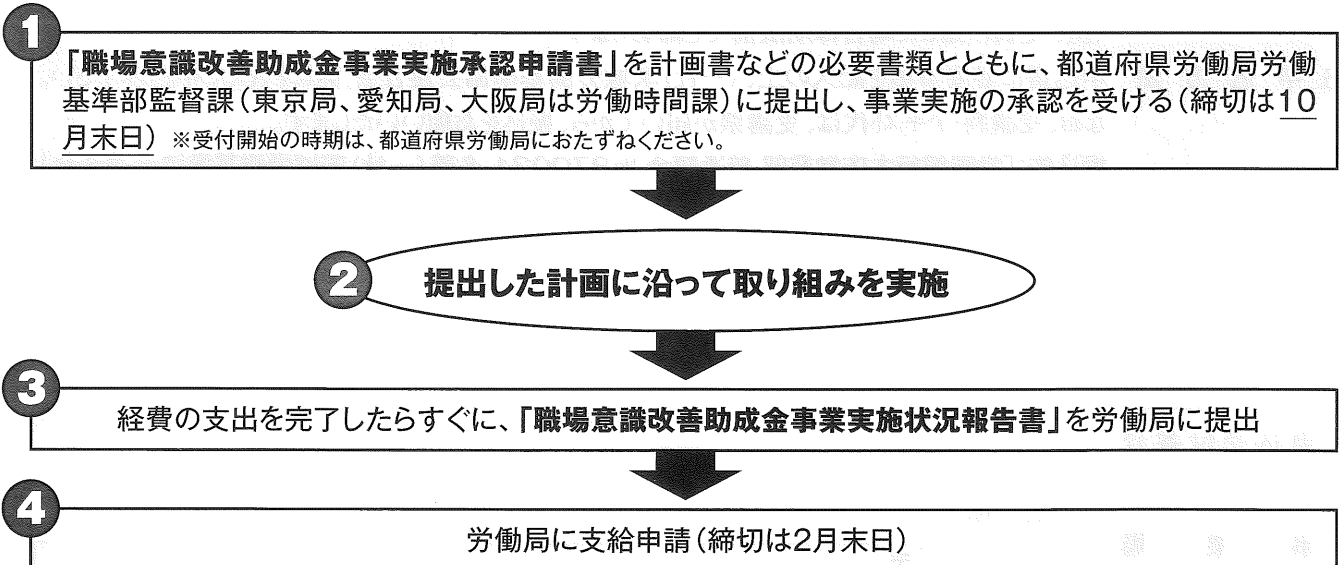 1
「職場意識改善助成金事業実施承認申請書」を計画書などの必要書類とともに、都道府県労働局労働
基準部監督課（東京局、愛知局、大阪局は労働時間課）に提出し、事業実施の承認を受ける（締切は10
月末日） ※受付開始の時期は、都道府県労働局におたずねください。
2
提出した計画に沿って取り組みを実施
3
経費の支出を完了したらすぐに、「職場意識改善助成金事業実施状況報告書」を労働局に提出
4
労働局に支給申請（締切は2月末日）